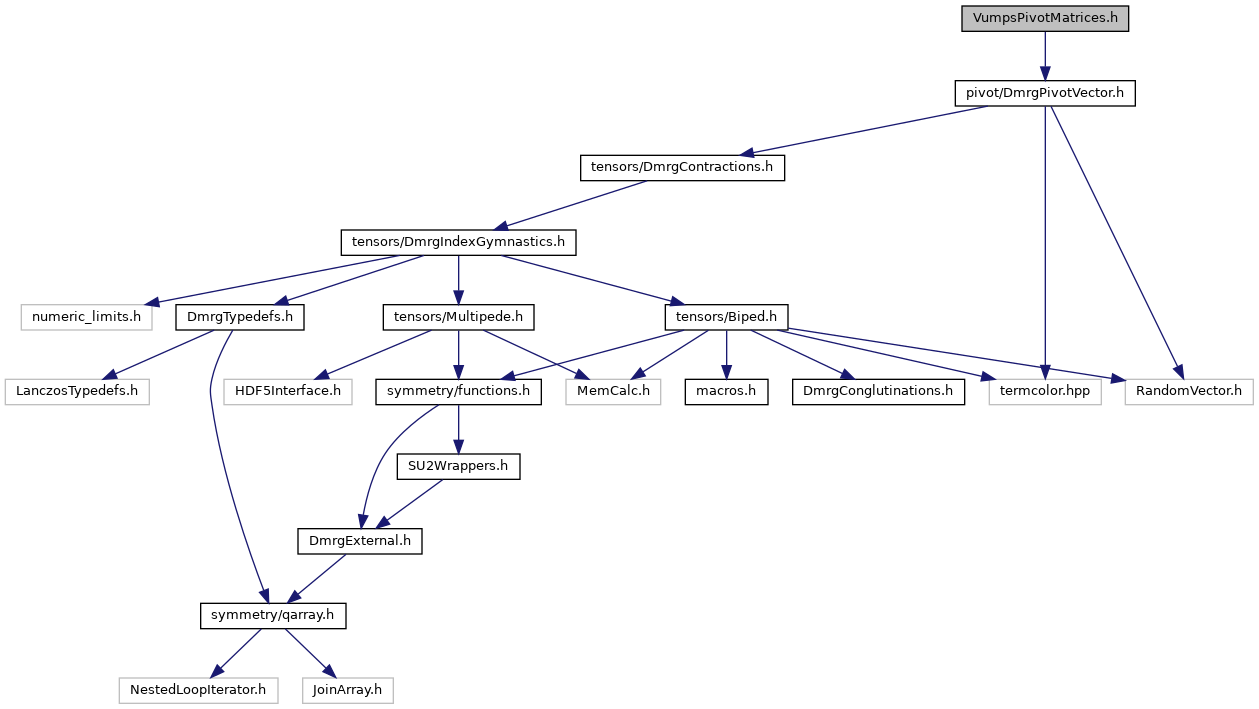 VumpsPivotMatrices.h
pivot/DmrgPivotVector.h
tensors/DmrgContractions.h
tensors/DmrgIndexGymnastics.h
numeric_limits.h
DmrgTypedefs.h
tensors/Multipede.h
tensors/Biped.h
LanczosTypedefs.h
HDF5Interface.h
symmetry/functions.h
MemCalc.h
macros.h
DmrgConglutinations.h
termcolor.hpp
RandomVector.h
SU2Wrappers.h
DmrgExternal.h
symmetry/qarray.h
NestedLoopIterator.h
JoinArray.h